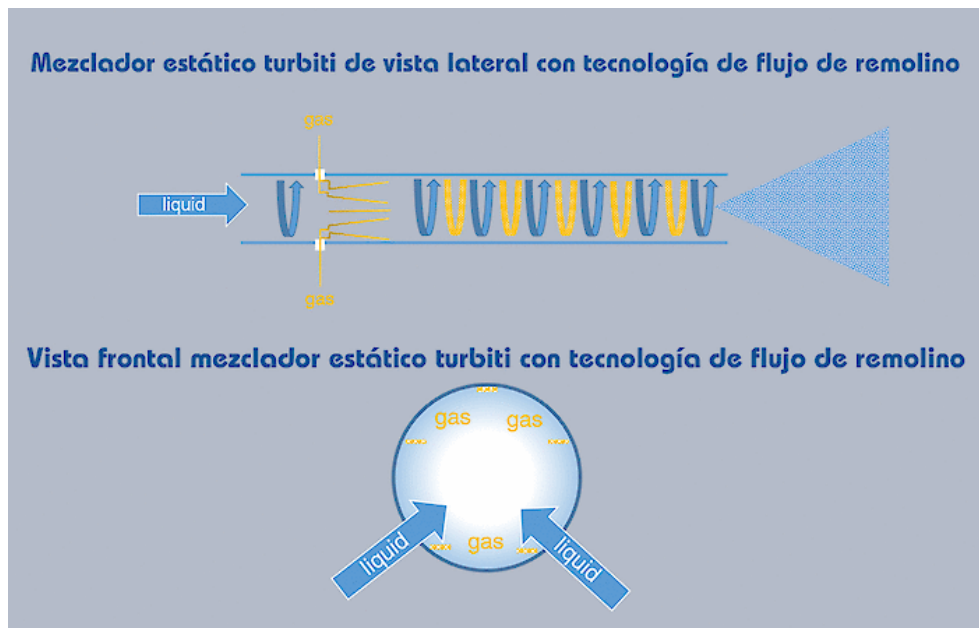 Mezclador estático turbiti de vista lateral con tecnología de flujo de remolino
gas
liquid
gas
Vista frontal mezclador estático turbiti con tecnología de flujo de remolino
gas
gas
liquid
gas
liquid